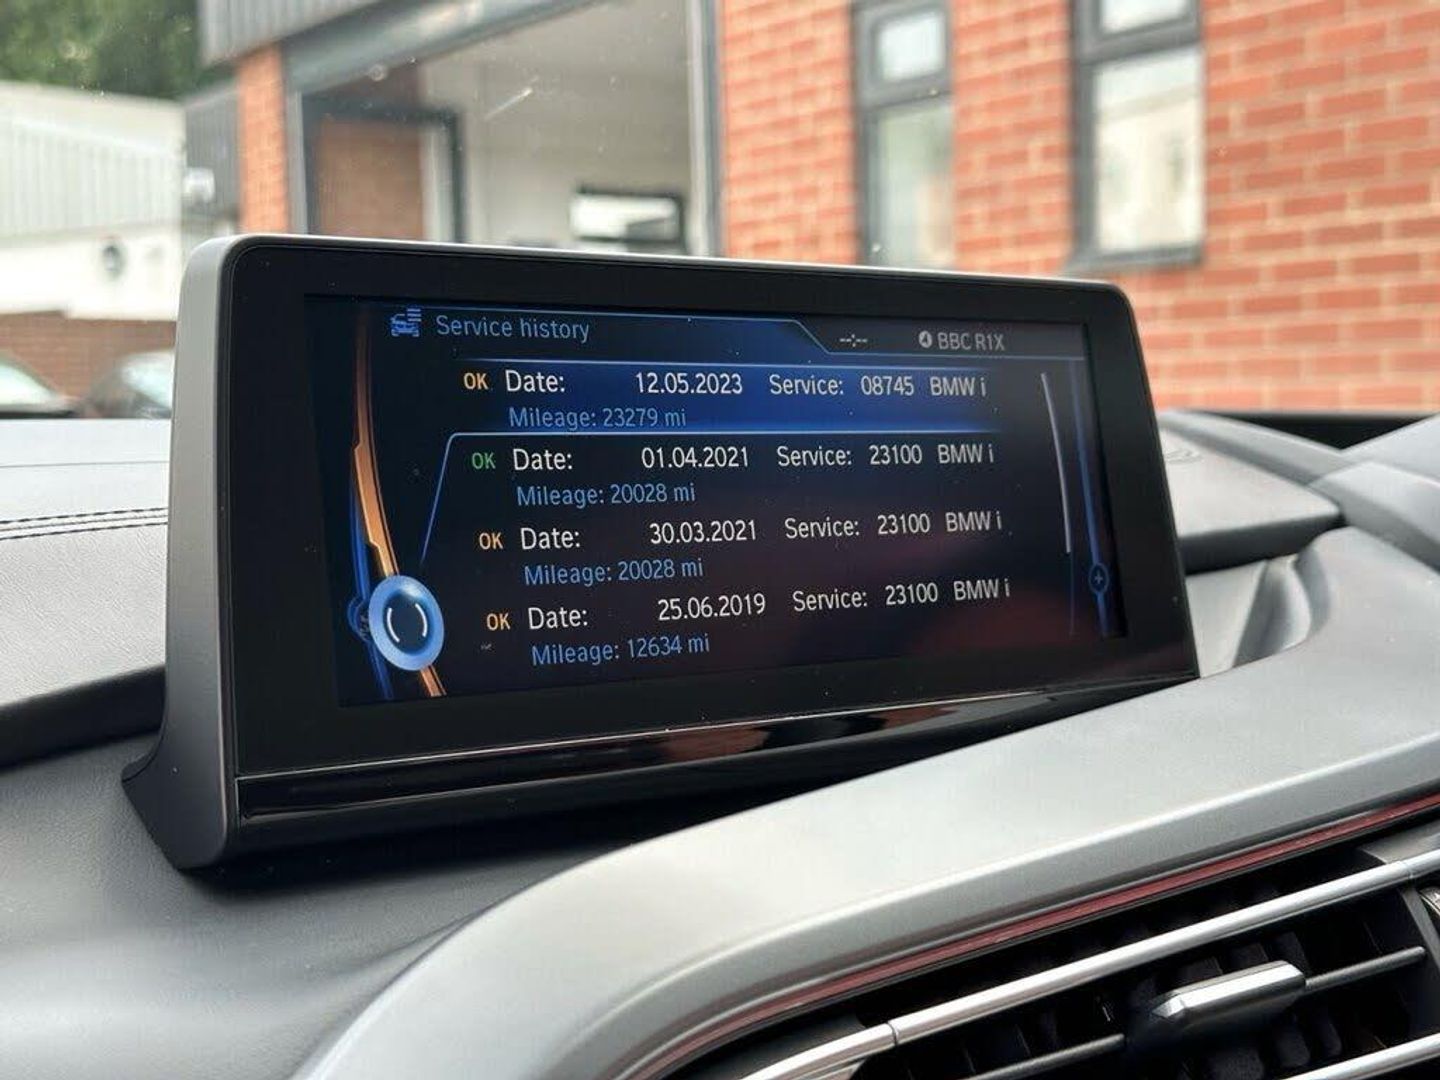 Service history
--:-- BBC R1X
OK Date: 12.05.2023 Service: 08745 BMW i
Mileage: 23279 mi
OK Date: 01.04.2021 Service: 23100 BMW i
Mileage: 20028 mi
OK Date: 30.03.2021 Service: 23100 BMW i
Mileage: 20028 mi
OK Date: 25.06.2019 Service: 23100 BMW i
Mileage: 12634 mi